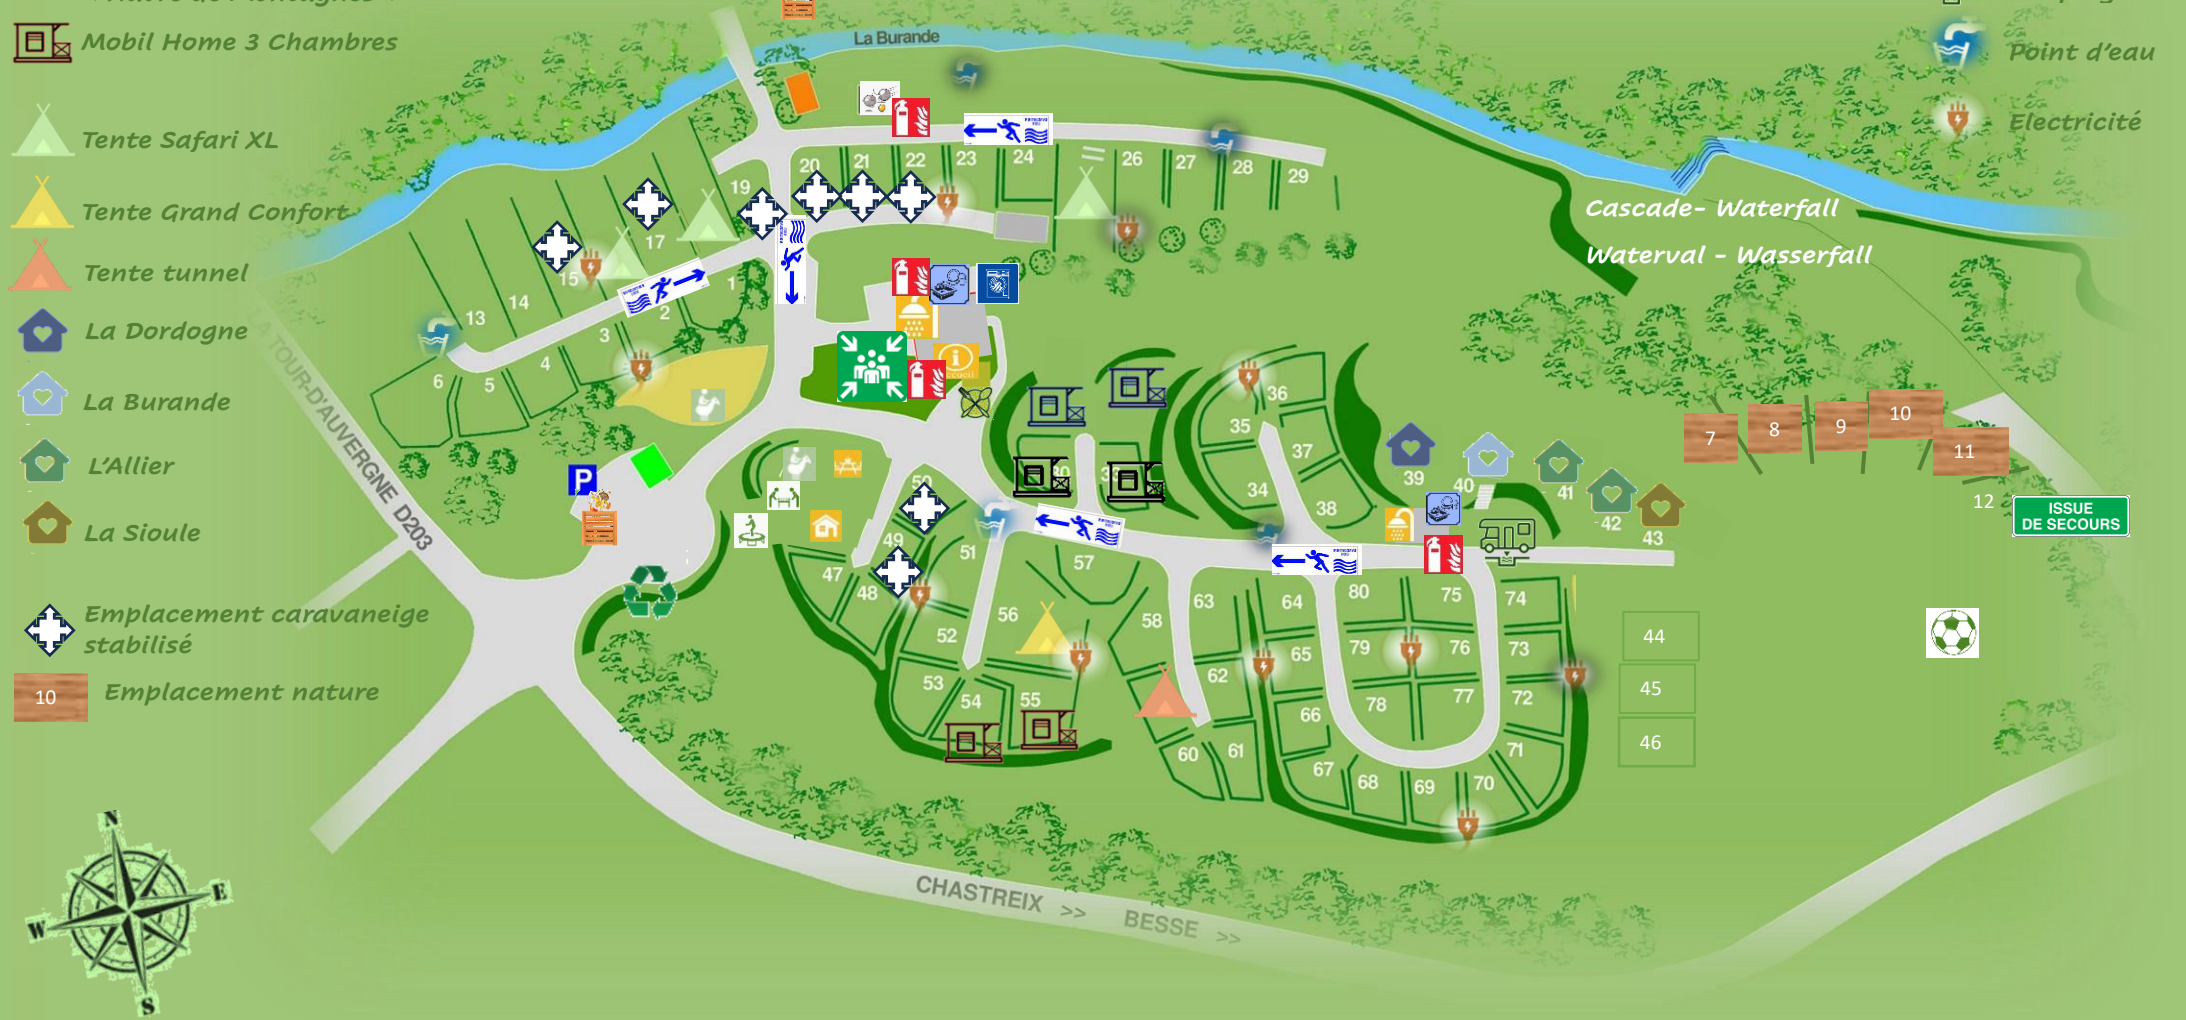 Mobil Home 3 Chambres
Tente Safari XL
Tente Grand Confort
Tente tunnel
La Dordogne
La Burande
L'Allier
La Sioule
Emplacement caravaneige
stabilisé
10 Emplacement nature
Point d'eau
Electricité
La Burande
Cascade- Waterfall
Waterval - Wasserfall
LA TOUR-D'AUVERGNE D203
CHASTREIX >> BESSE >>
ISSUE
DE SECOURS
P
i
20 21 22 23 24 26 27 28 29
19
17
15
14
13
1
2
3
4
5
6
7 8 9 10 11
12
36
35
37
34
38
39 40 41 42 43
50
49
51
47
48
52
53
54
55
56
57
58
60
61
62
63
64
65
66
67
68
69
70
71
72
73
74
75
76
77
78
79
80
44
45
46
N
E
S
W